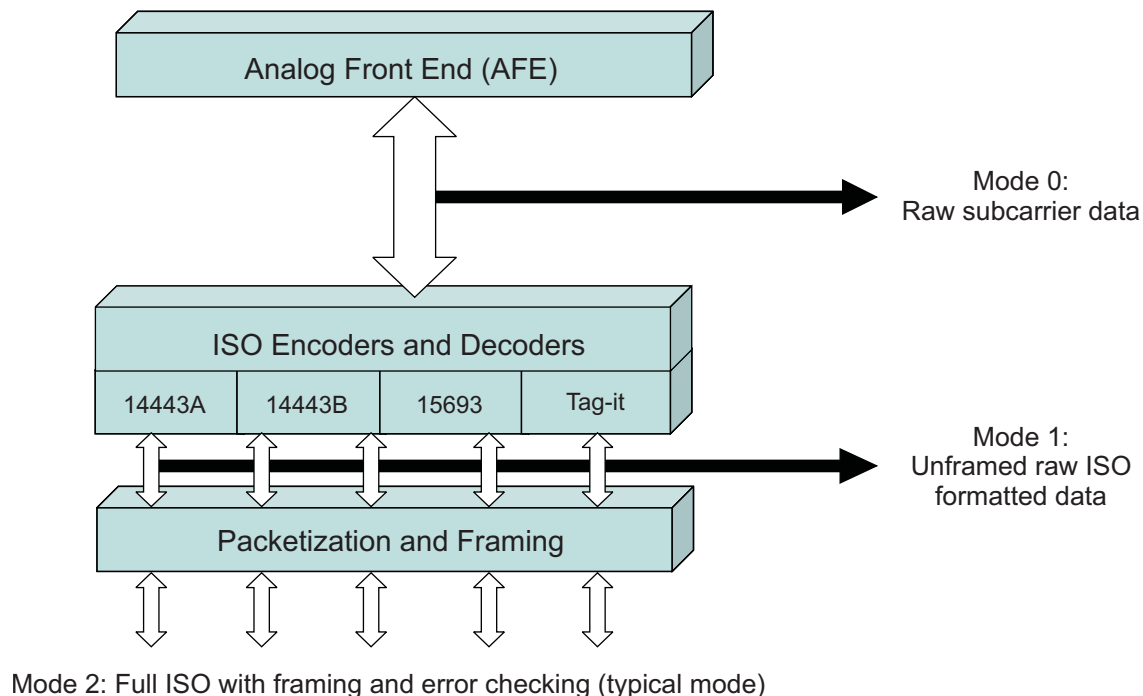 Analog Front End (AFE)
Mode 0:
Raw subcarrier data
ISO Encoders and Decoders
14443A
14443B
15693
Tag-it
Mode 1:
Unframed raw ISO
formatted data
Packetization and Framing
Mode 2: Full ISO with framing and error checking (typical mode)